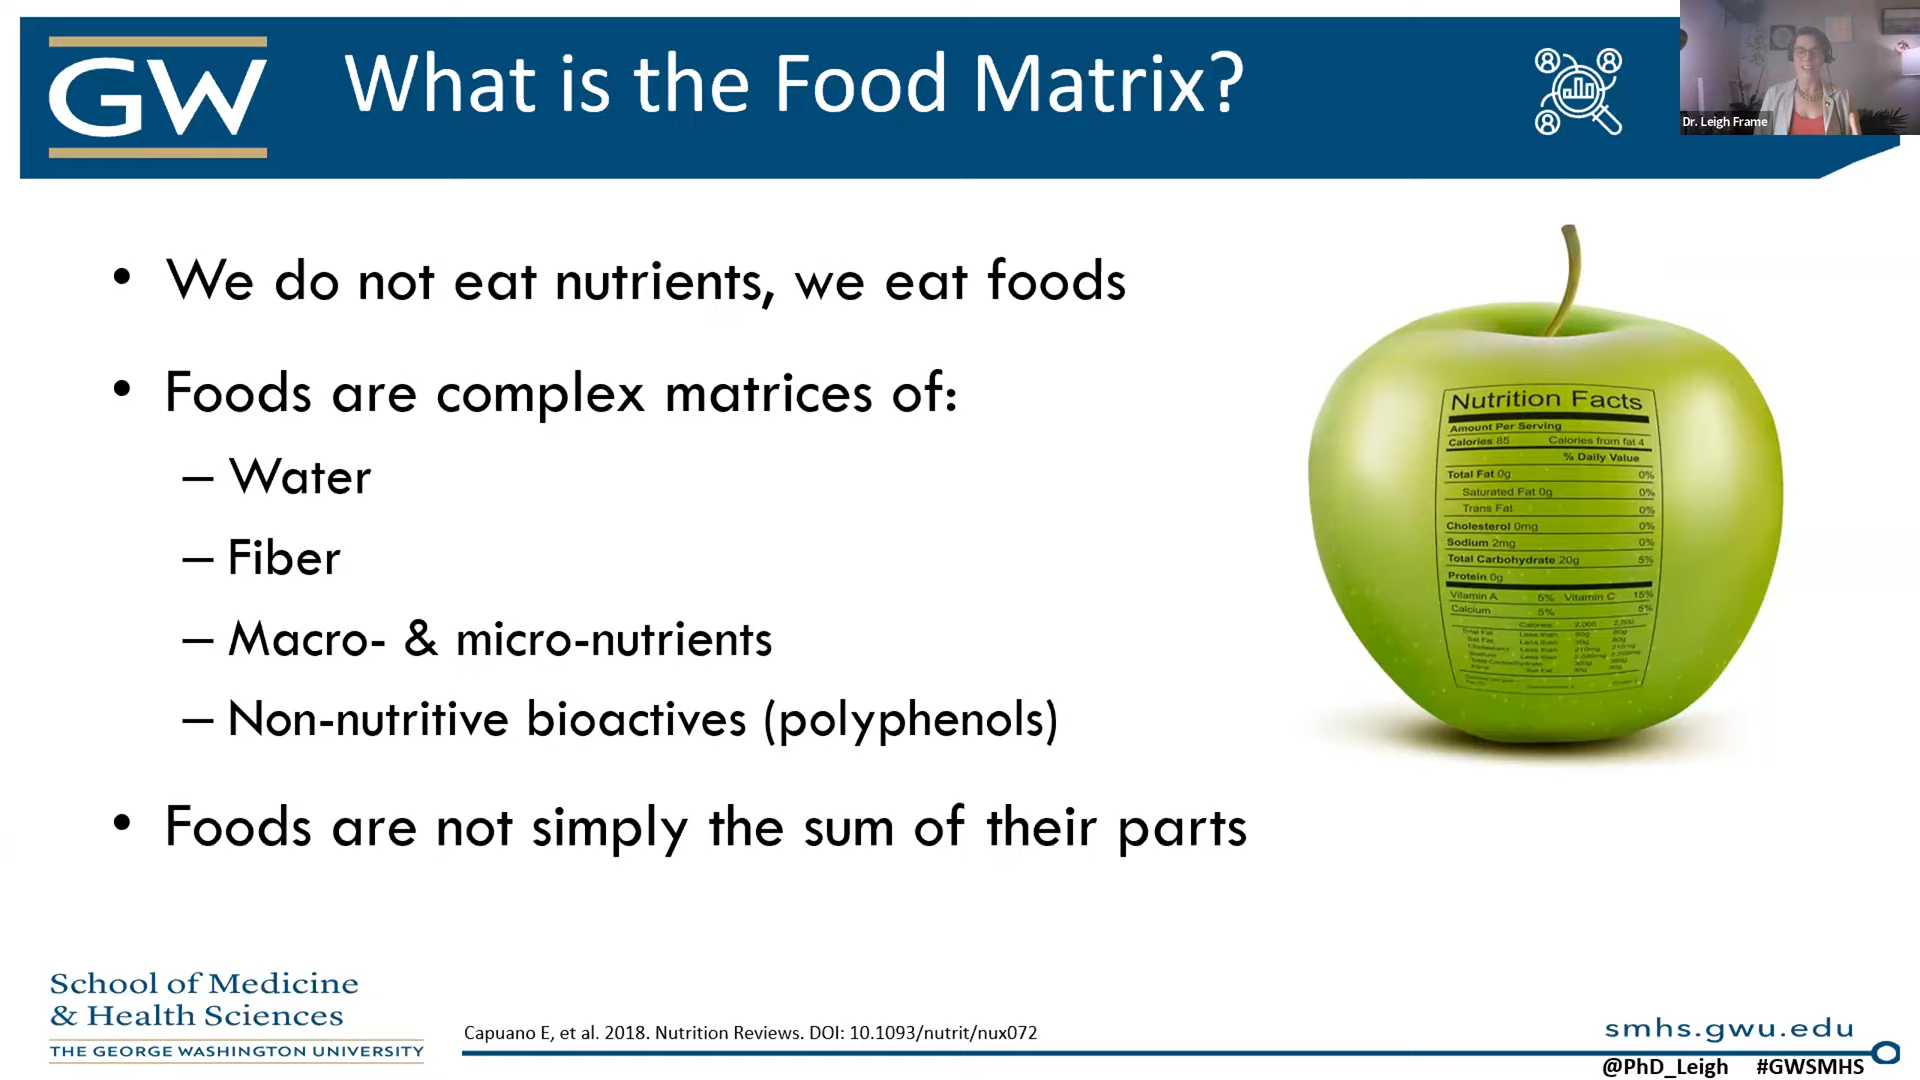 GW
What is the Food Matrix?
Dr. Leigh Frame
• We do not eat nutrients, we eat foods
• Foods are complex matrices of:
– Water
– Fiber
– Macro- & micro-nutrients
– Non-nutritive bioactives (polyphenols)
• Foods are not simply the sum of their parts
Nutrition Facts
Amount Per Serving
Calories 85 Calories from fat 4
% Daily Value
Total Fat 0g 0%
Saturated Fat 0g 0%
Trans Fat 0%
Cholesterol 0mg 0%
Sodium 2mg 0%
Total Carbohydrate 20g 5%
Protein 0g
Vitamin A 5% Vitamin C 15%
Calcium 5% 5%
School of Medicine
& Health Sciences
THE GEORGE WASHINGTON UNIVERSITY
Capuano E, et al. 2018. Nutrition Reviews. DOI: 10.1093/nutrit/nux072
smhs.gwu.edu
@PhD_Leigh #GWSMHS